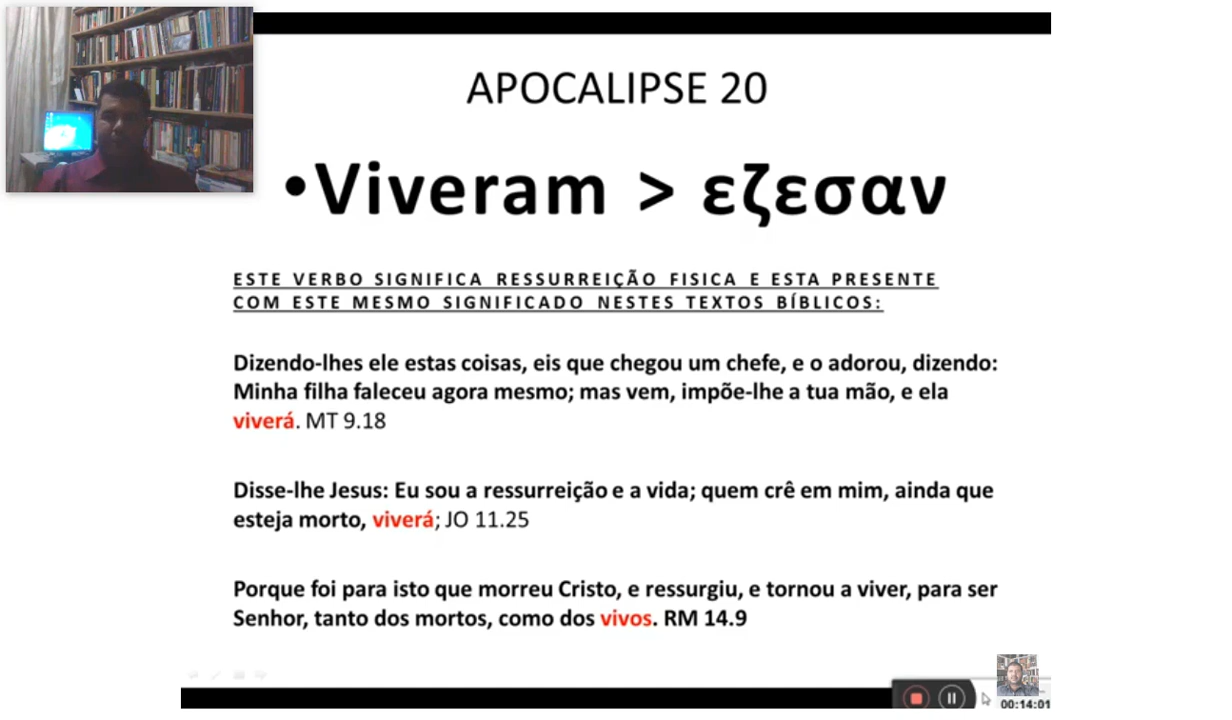 APOCALIPSE 20
•Viveram > εζεσαν
ESTE VERBO SIGNIFICA RESSURREIÇÃO FISICA E ESTA PRESENTE
COM ESTE MESMO SIGNIFICADO NESTES TEXTOS BÍBLICOS:
Dizendo-lhes ele estas coisas, eis que chegou um chefe, e o adorou, dizendo:
Minha filha faleceu agora mesmo; mas vem, impõe-lhe a tua mão, e ela
viverá. MT 9.18
Disse-lhe Jesus: Eu sou a ressurreição e a vida; quem crê em mim, ainda que
esteja morto, viverá; JO 11.25
Porque foi para isto que morreu Cristo, e ressurgiu, e tornou a viver, para ser
Senhor, tanto dos mortos, como dos vivos. RM 14.9
00:14:01